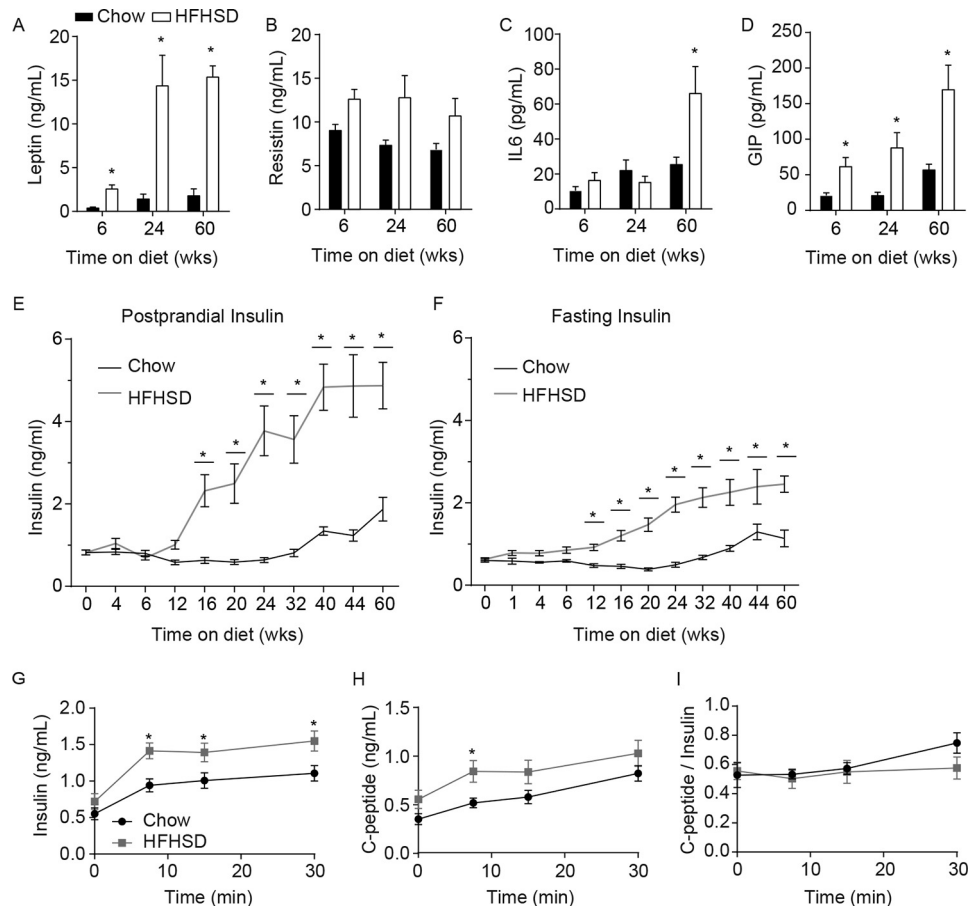 A
Chow
HFHSD
Leptin (ng/mL)
20
15
10
5
0
*
*
*
6
24
60
Time on diet (wks)
B
Resistin (ng/mL)
20
15
10
5
0
6
24
60
Time on diet (wks)
C
IL6 (pg/mL)
100
80
60
40
20
0
*
6
24
60
Time on diet (wks)
D
GIP (pg/mL)
250
200
150
100
50
0
*
*
*
6
24
60
Time on diet (wks)
E
Postprandial Insulin
Chow
HFHSD
Insulin (ng/ml)
6
4
2
0
* * * * * * *
0 4 6 12 16 20 24 32 40 44 60
Time on diet (wks)
F
Fasting Insulin
Chow
HFHSD
Insulin (ng/ml)
6
4
2
0
* * * * * * * *
0 1 4 6 12 16 20 24 32 40 44 60
Time on diet (wks)
G
Insulin (ng/mL)
2.0
1.5
1.0
0.5
0.0
* * *
Chow
HFHSD
0 10 20 30
Time (min)
H
C-peptide (ng/mL)
1.5
1.0
0.5
0.0
*
0 10 20 30
Time (min)
I
C-peptide / Insulin
1.0
0.8
0.6
0.4
0.2
0.0
0 10 20 30
Time (min)